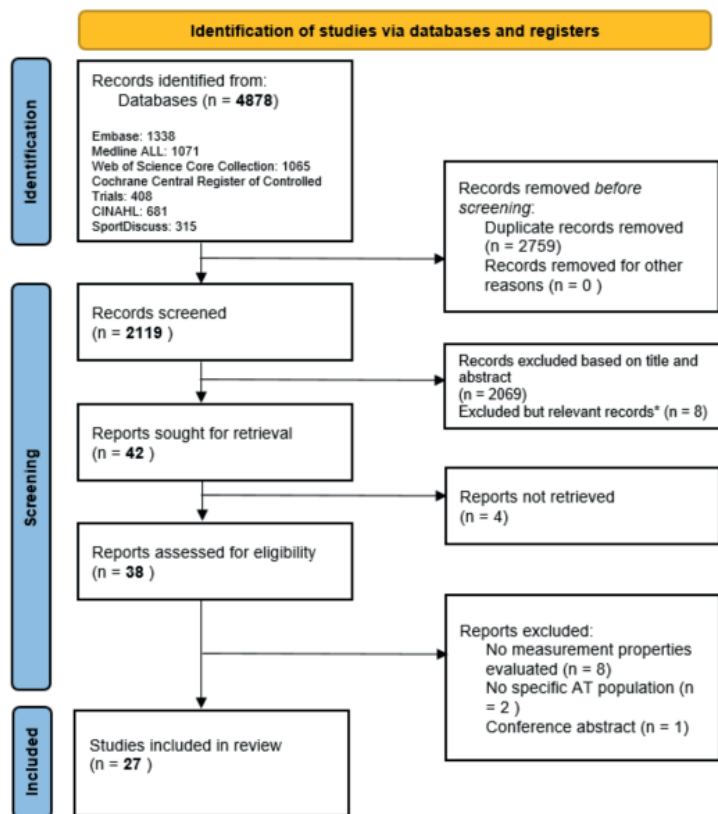 Identification of studies via databases and registers
Identification
Records identified from:
Databases (n = 4878)
Embase: 1338
Medline ALL: 1071
Web of Science Core Collection: 1065
Cochrane Central Register of Controlled
Trials: 408
CINAHL: 681
SportDiscuss: 315
Records removed before
screening:
Duplicate records removed
(n = 2759)
Records removed for other
reasons (n = 0 )
Screening
Records screened
(n = 2119 )
Records excluded based on title and
abstract
(n = 2069)
Excluded but relevant records* (n = 8)
Reports sought for retrieval
(n = 42 )
Reports not retrieved
(n = 4)
Reports assessed for eligibility
(n = 38 )
Reports excluded:
No measurement properties
evaluated (n = 8)
No specific AT population (n
= 2 )
Conference abstract (n = 1)
Included
Studies included in review
(n = 27 )